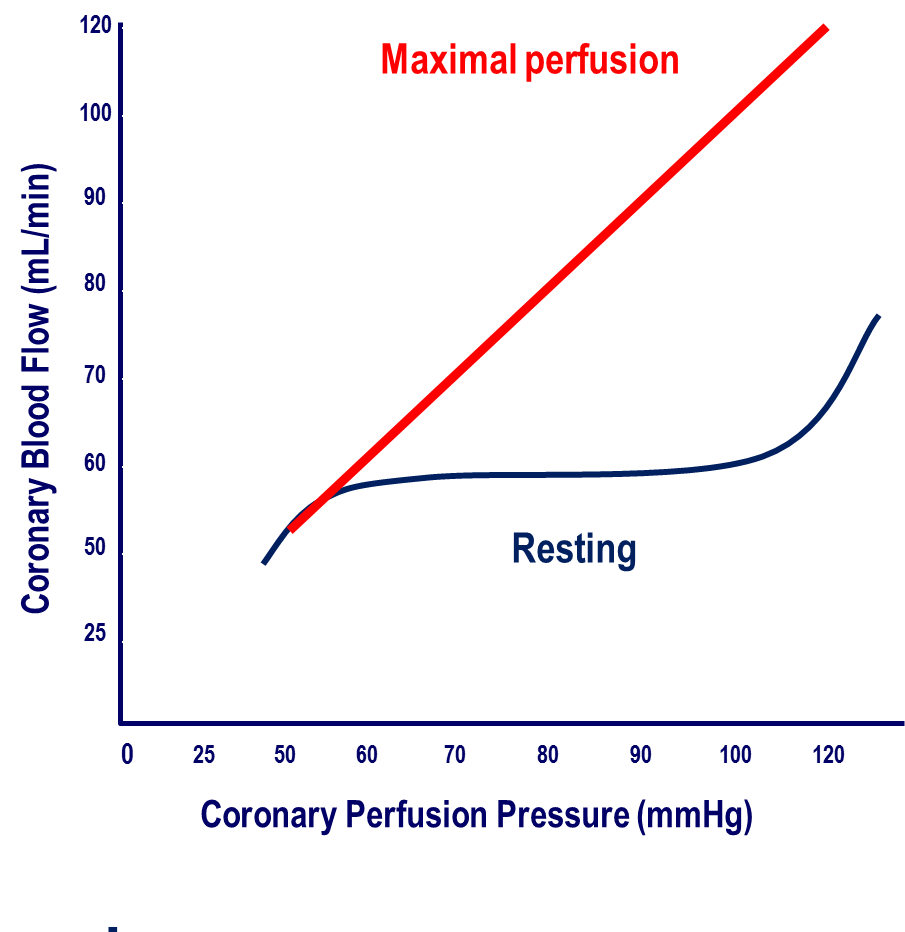 120
Maximal perfusion
100
90
80
70
60
50
25
Coronary Blood Flow (mL/min)
Resting
0 25 50 60 70 80 90 100 120
Coronary Perfusion Pressure (mmHg)